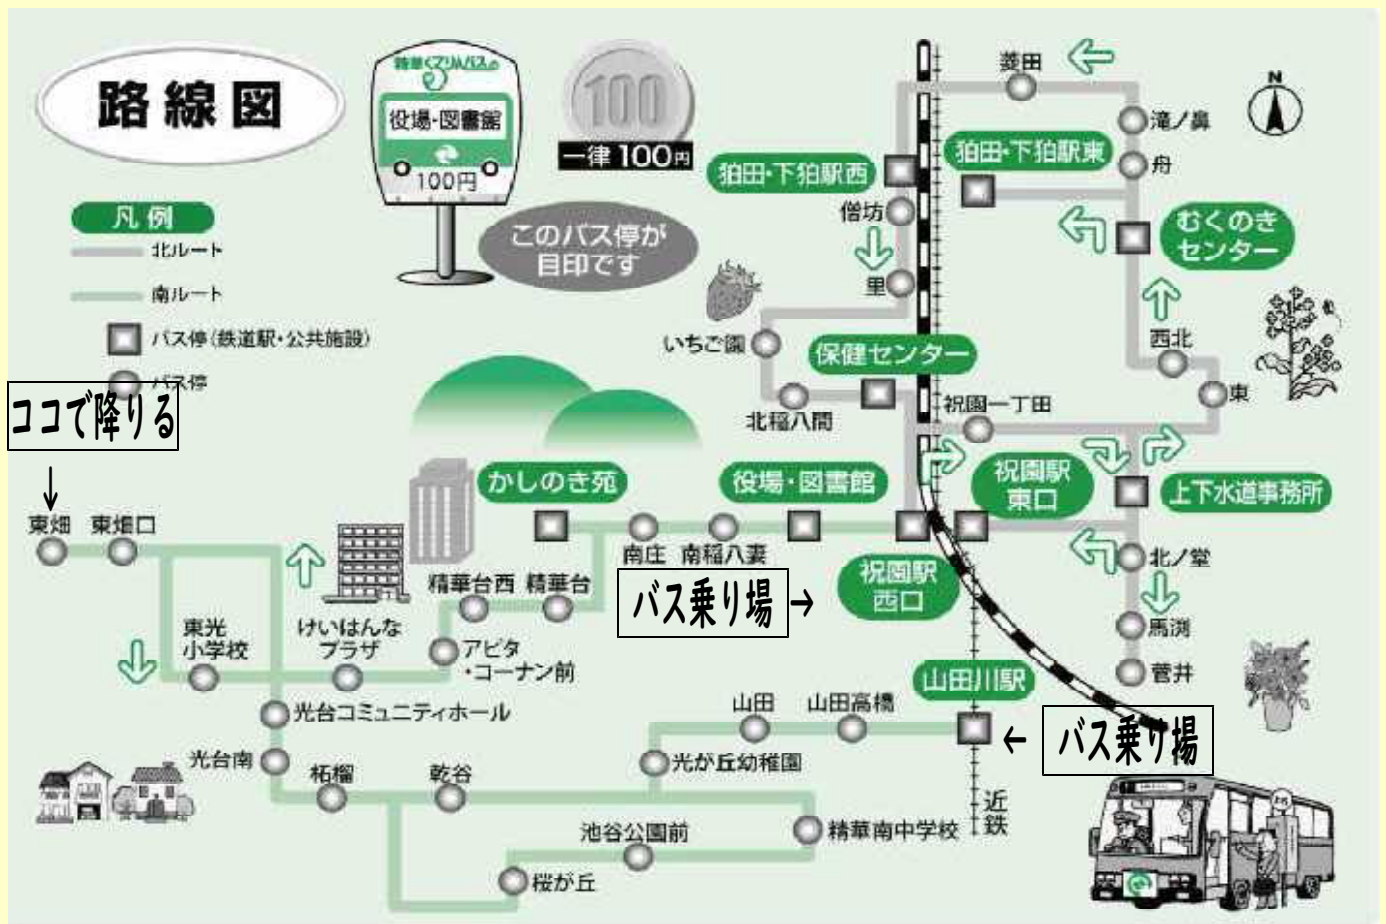 路線図
精華くるりんバスの
役場・図書館
100円
100
一律100円
このバス停が
目印です
凡例
北ルート
南ルート
バス停(鉄道駅・公共施設)
バス停
ココで降りる
N
菱田
滝ノ鼻
舟
狛田・下狛駅東
狛田・下狛駅西
僧坊
むくのき
センター
里
西北
いちご園
保健センター
東
北稲八間
祝園一丁田
かしのき苑
役場・図書館
祝園駅
東口
上下水道事務所
東畑
東畑口
南庄
南稲八妻
北ノ堂
祝園駅
西口
精華台西
精華台
バス乗り場→
東光
小学校
けいはんな
プラザ
アピタ
・コーナン前
馬渕
菅井
山田川駅
光台コミュニティホール
山田
山田高橋
← バス乗り場
光台南
柘榴
乾谷
光が丘幼稚園
近鉄
池谷公園前
精華南中学校
桜が丘